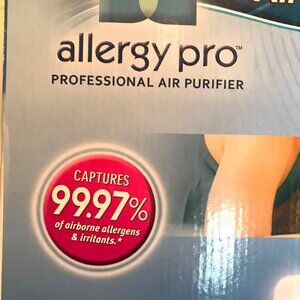 allergy pro™
PROFESSIONAL AIR PURIFIER
CAPTURES
99.97%
of airborne allergens
& irritants.*